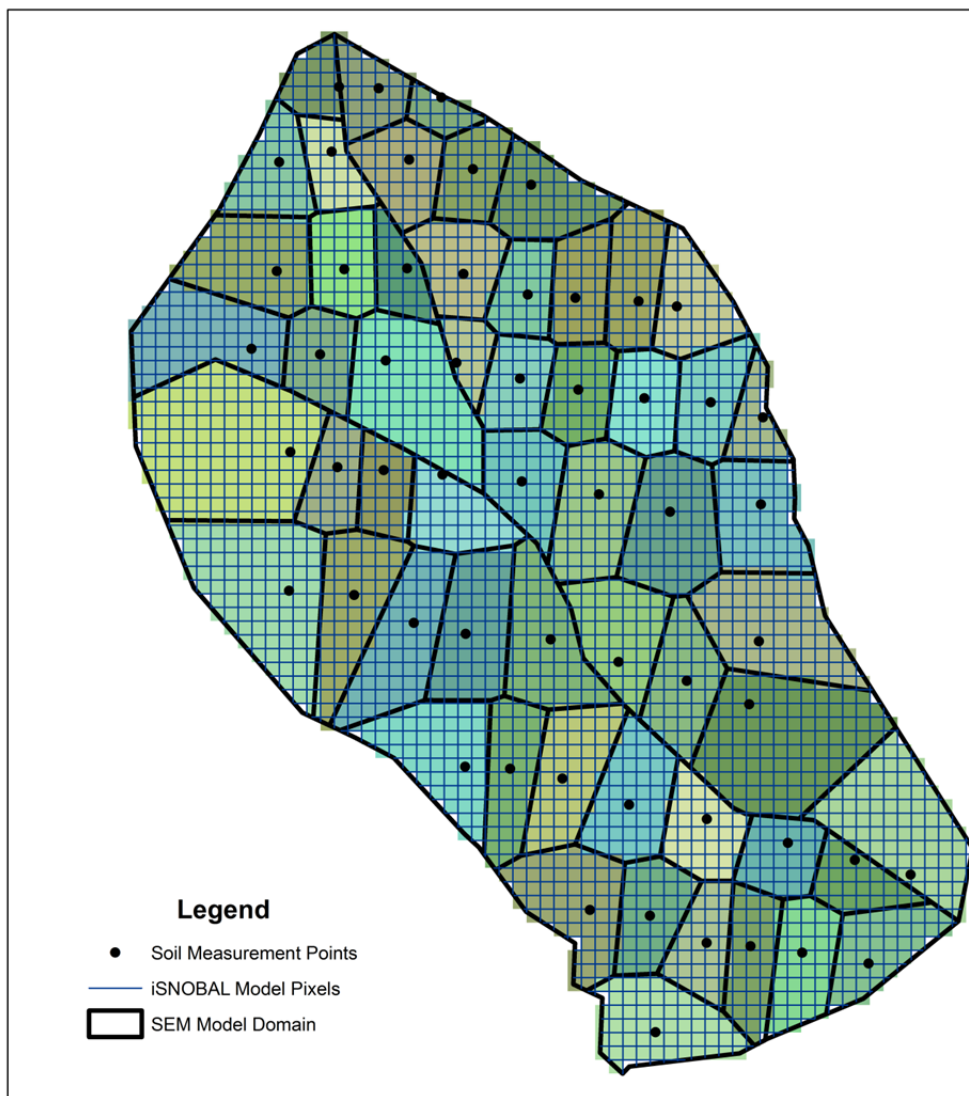 Legend
Soil Measurement Points
iSNOBAL Model Pixels
SEM Model Domain